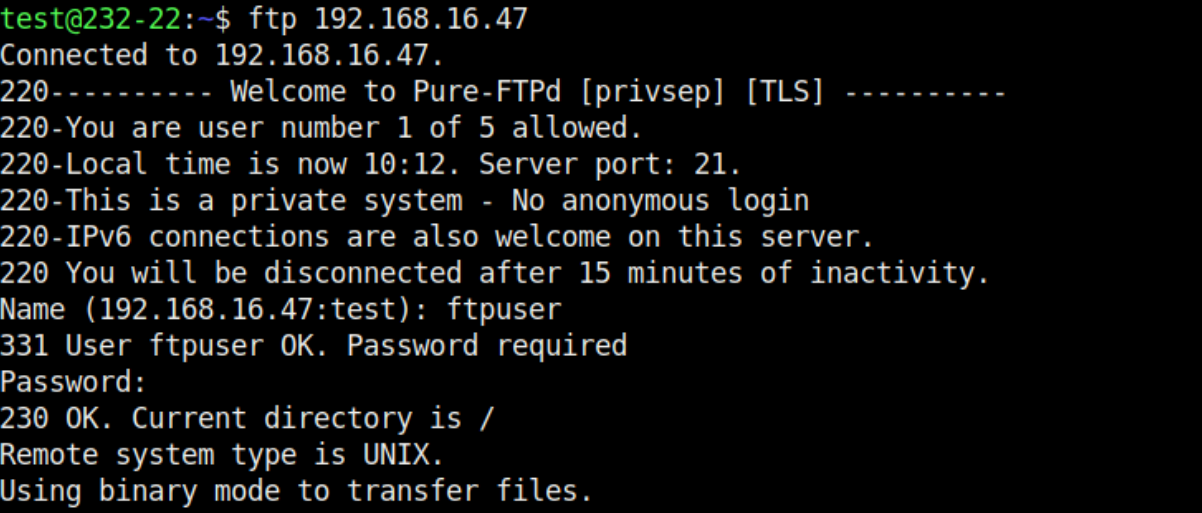 test@232-22:~$ ftp 192.168.16.47
Connected to 192.168.16.47.
220---------- Welcome to Pure-FTPd [privsep] [TLS] ----------
220-You are user number 1 of 5 allowed.
220-Local time is now 10:12. Server port: 21.
220-This is a private system - No anonymous login
220-IPv6 connections are also welcome on this server.
220 You will be disconnected after 15 minutes of inactivity.
Name (192.168.16.47:test): ftpuser
331 User ftpuser OK. Password required
Password:
230 OK. Current directory is /
Remote system type is UNIX.
Using binary mode to transfer files.